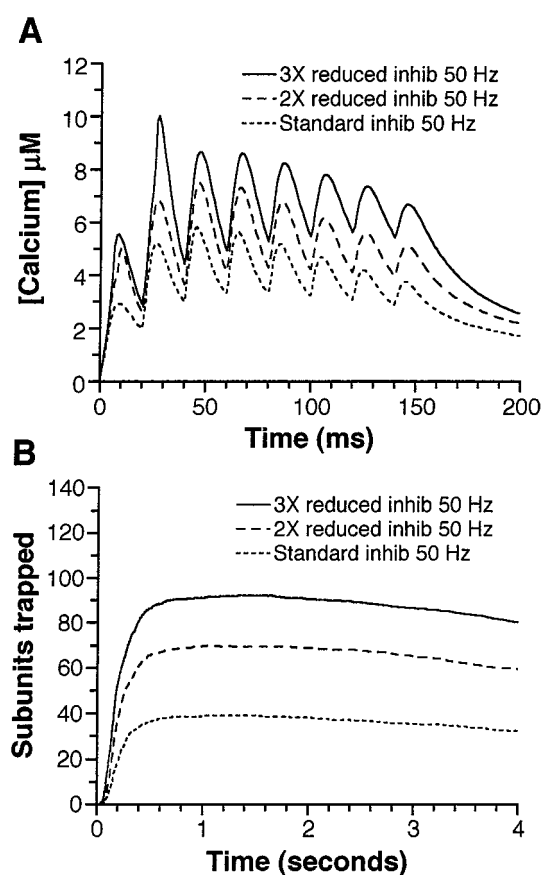 A
12
10
8
6
4
2
0
[Calcium] μM
3X reduced inhib 50 Hz
2X reduced inhib 50 Hz
Standard inhib 50 Hz
0 50 100 150 200
Time (ms)
B
140
120
100
80
60
40
20
0
Subunits trapped
3X reduced inhib 50 Hz
2X reduced inhib 50 Hz
Standard inhib 50 Hz
0 1 2 3 4
Time (seconds)